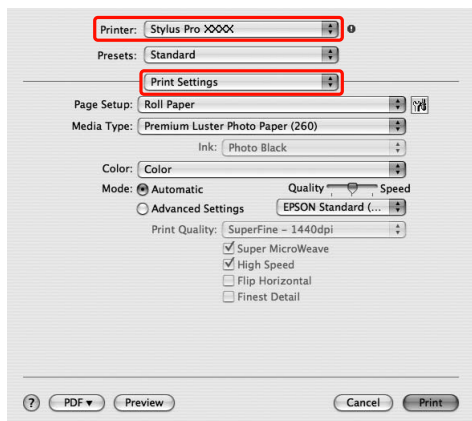 Printer: Stylus Pro XXXX
Presets: Standard
Print Settings
Page Setup: Roll Paper
Media Type: Premium Luster Photo Paper (260)
Ink: Photo Black
Color: Color
Mode: Automatic Quality Speed
Advanced Settings EPSON Standard (...
Print Quality: SuperFine – 1440dpi
Super MicroWeave
High Speed
Flip Horizontal
Finest Detail
? PDF ▼ Preview Cancel Print